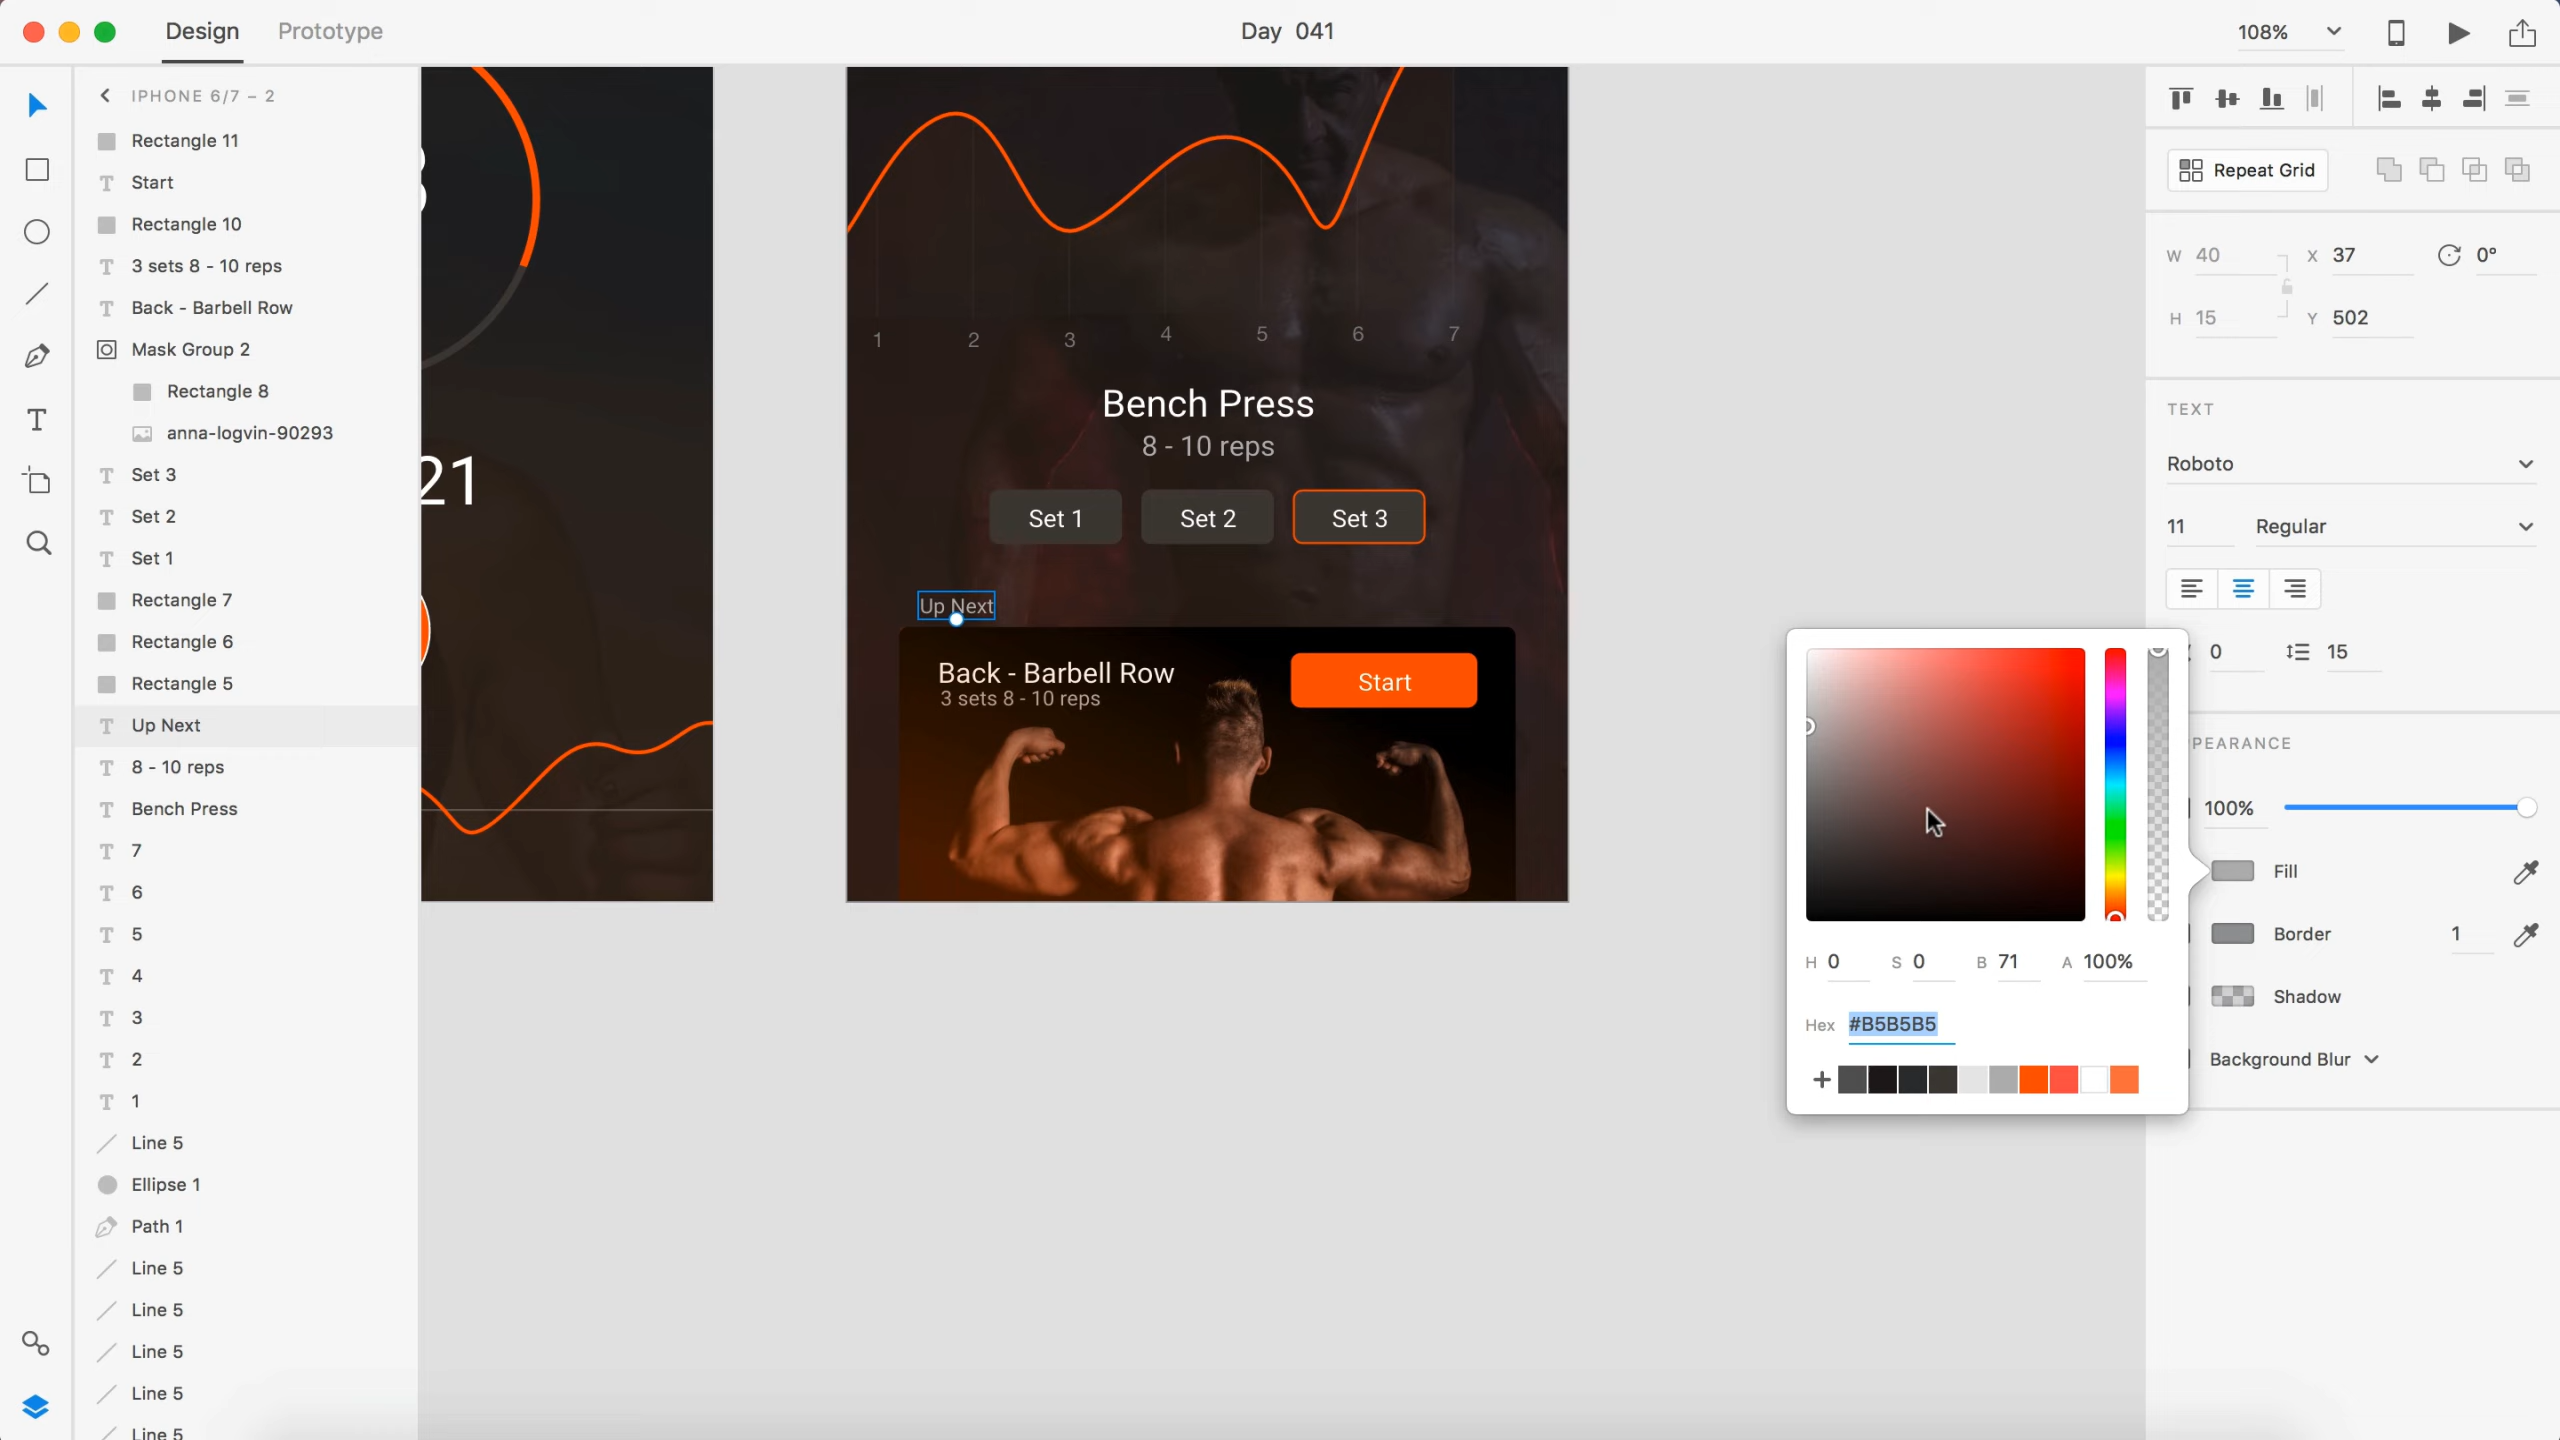 Design
Prototype
Day 041
108%
IPHONE 6/7 – 2
Rectangle 11
Start
Rectangle 10
3 sets 8 - 10 reps
Back - Barbell Row
Mask Group 2
Rectangle 8
anna-logvin-90293
Set 3
Set 2
Set 1
Rectangle 7
Rectangle 6
Rectangle 5
Up Next
8 - 10 reps
Bench Press
7
6
5
4
3
2
1
Line 5
Ellipse 1
Path 1
Line 5
Line 5
Line 5
Line 5
Line 5
21
1 2 3 4 5 6 7
Bench Press
8 - 10 reps
Set 1 Set 2 Set 3
Up Next
Back - Barbell Row
3 sets 8 - 10 reps
Start
Repeat Grid
W 40 X 37 0°
H 15 Y 502
TEXT
Roboto
11 Regular
0 15
PEARANCE
100%
Fill
Border 1
Shadow
Background Blur
H 0 S 0 B 71 A 100%
Hex #B5B5B5